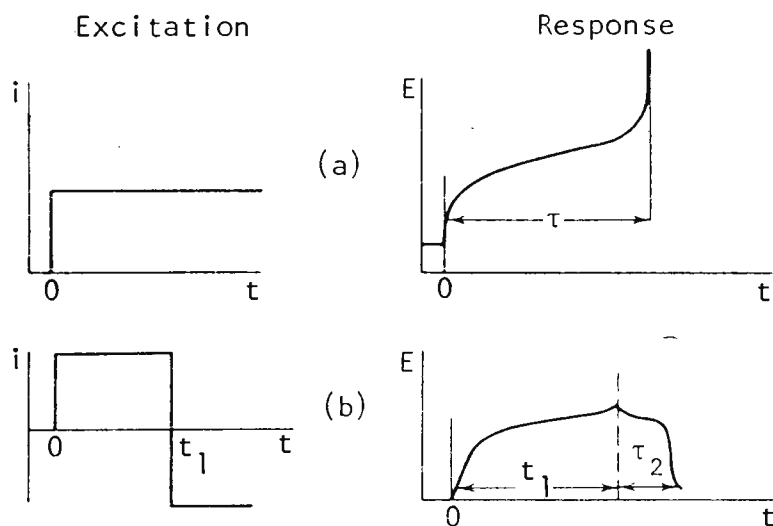 Excitation Response
i E
(a)
τ
0 t 0 t
i E
(b)
0 t₁ t
t₁ τ₂
0 t